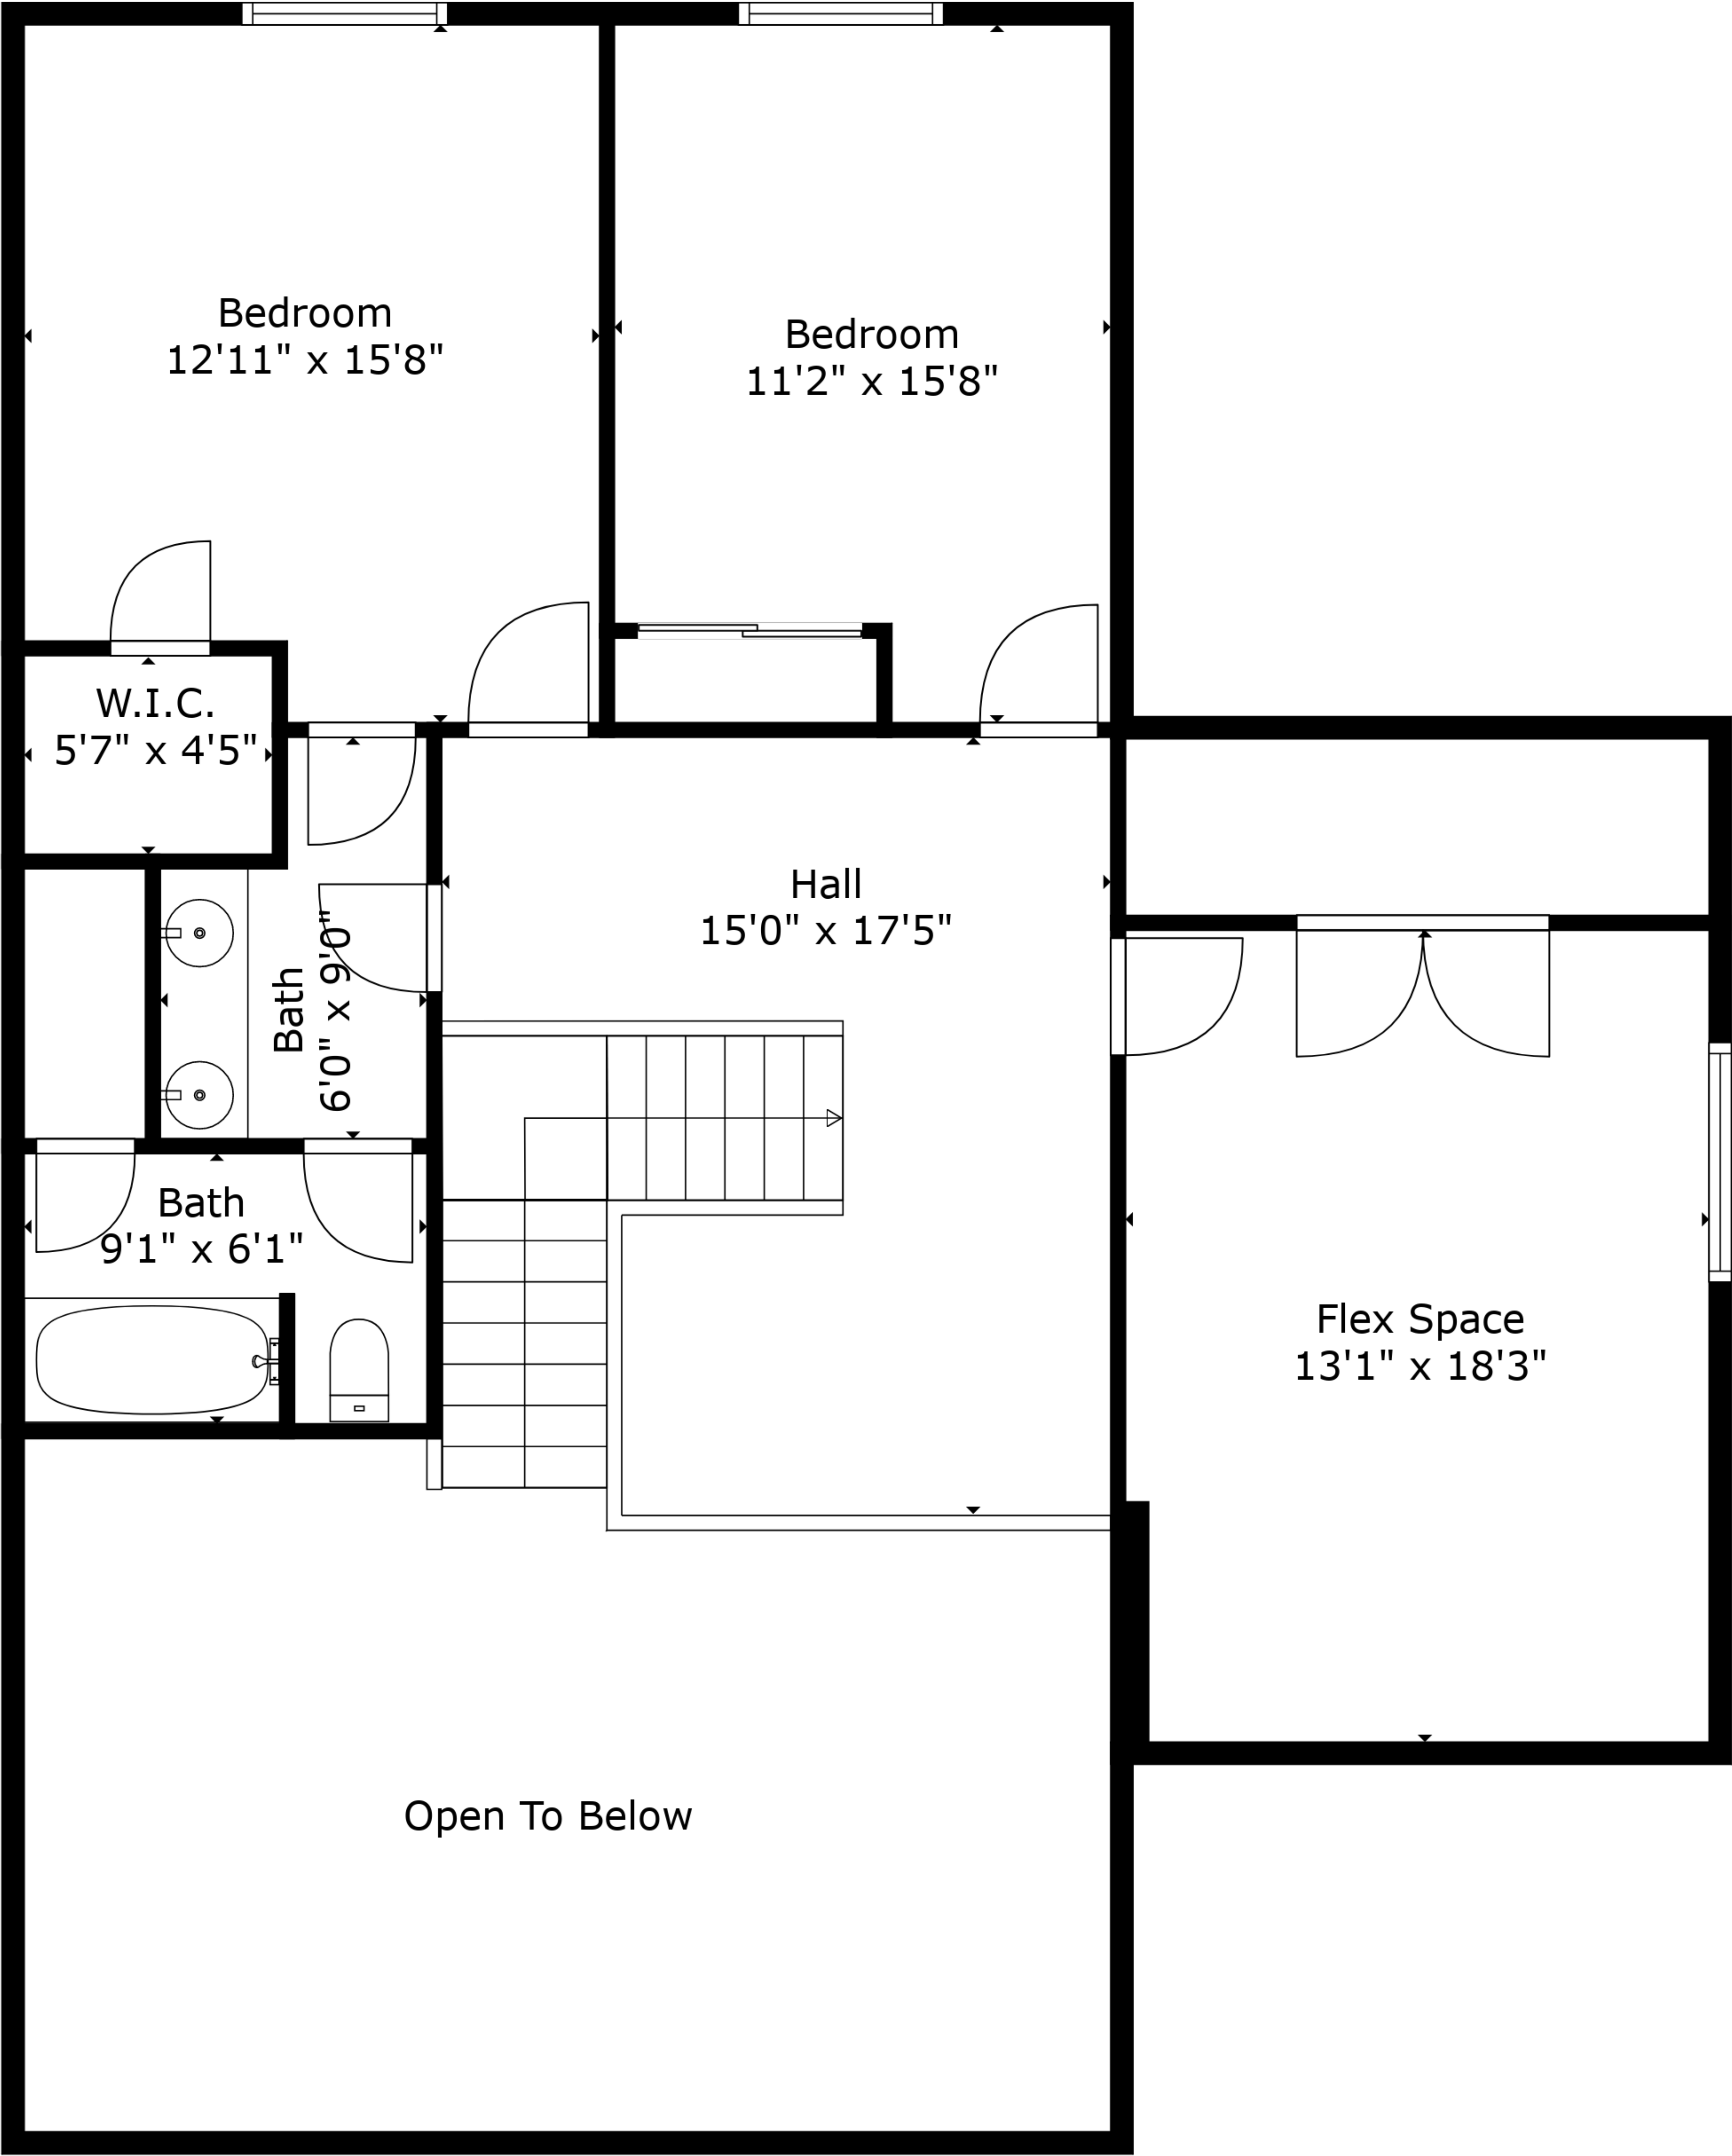 Bedroom
12'11" x 15'8"
Bedroom
11'2" x 15'8"
W.I.C.
5'7" x 4'5"
Hall
15'0" x 17'5"
Bath
6'0" x 9'0"
Bath
9'1" x 6'1"
Flex Space
13'1" x 18'3"
Open To Below